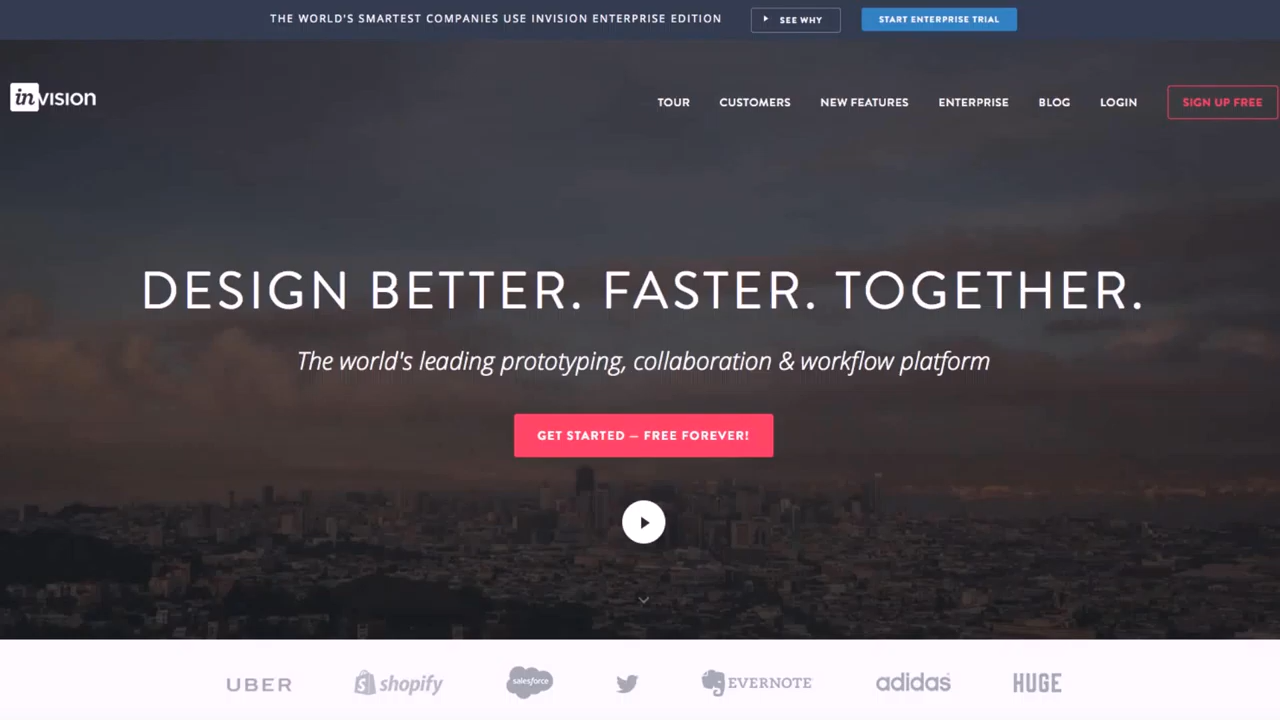 THE WORLD'S SMARTEST COMPANIES USE INVISION ENTERPRISE EDITION SEE WHY START ENTERPRISE TRIAL
inVISION TOUR CUSTOMERS NEW FEATURES ENTERPRISE BLOG LOGIN SIGN UP FREE
DESIGN BETTER. FASTER. TOGETHER.
The world's leading prototyping, collaboration & workflow platform
GET STARTED — FREE FOREVER!
UBER shopify salesforce EVERNOTE adidas HUGE